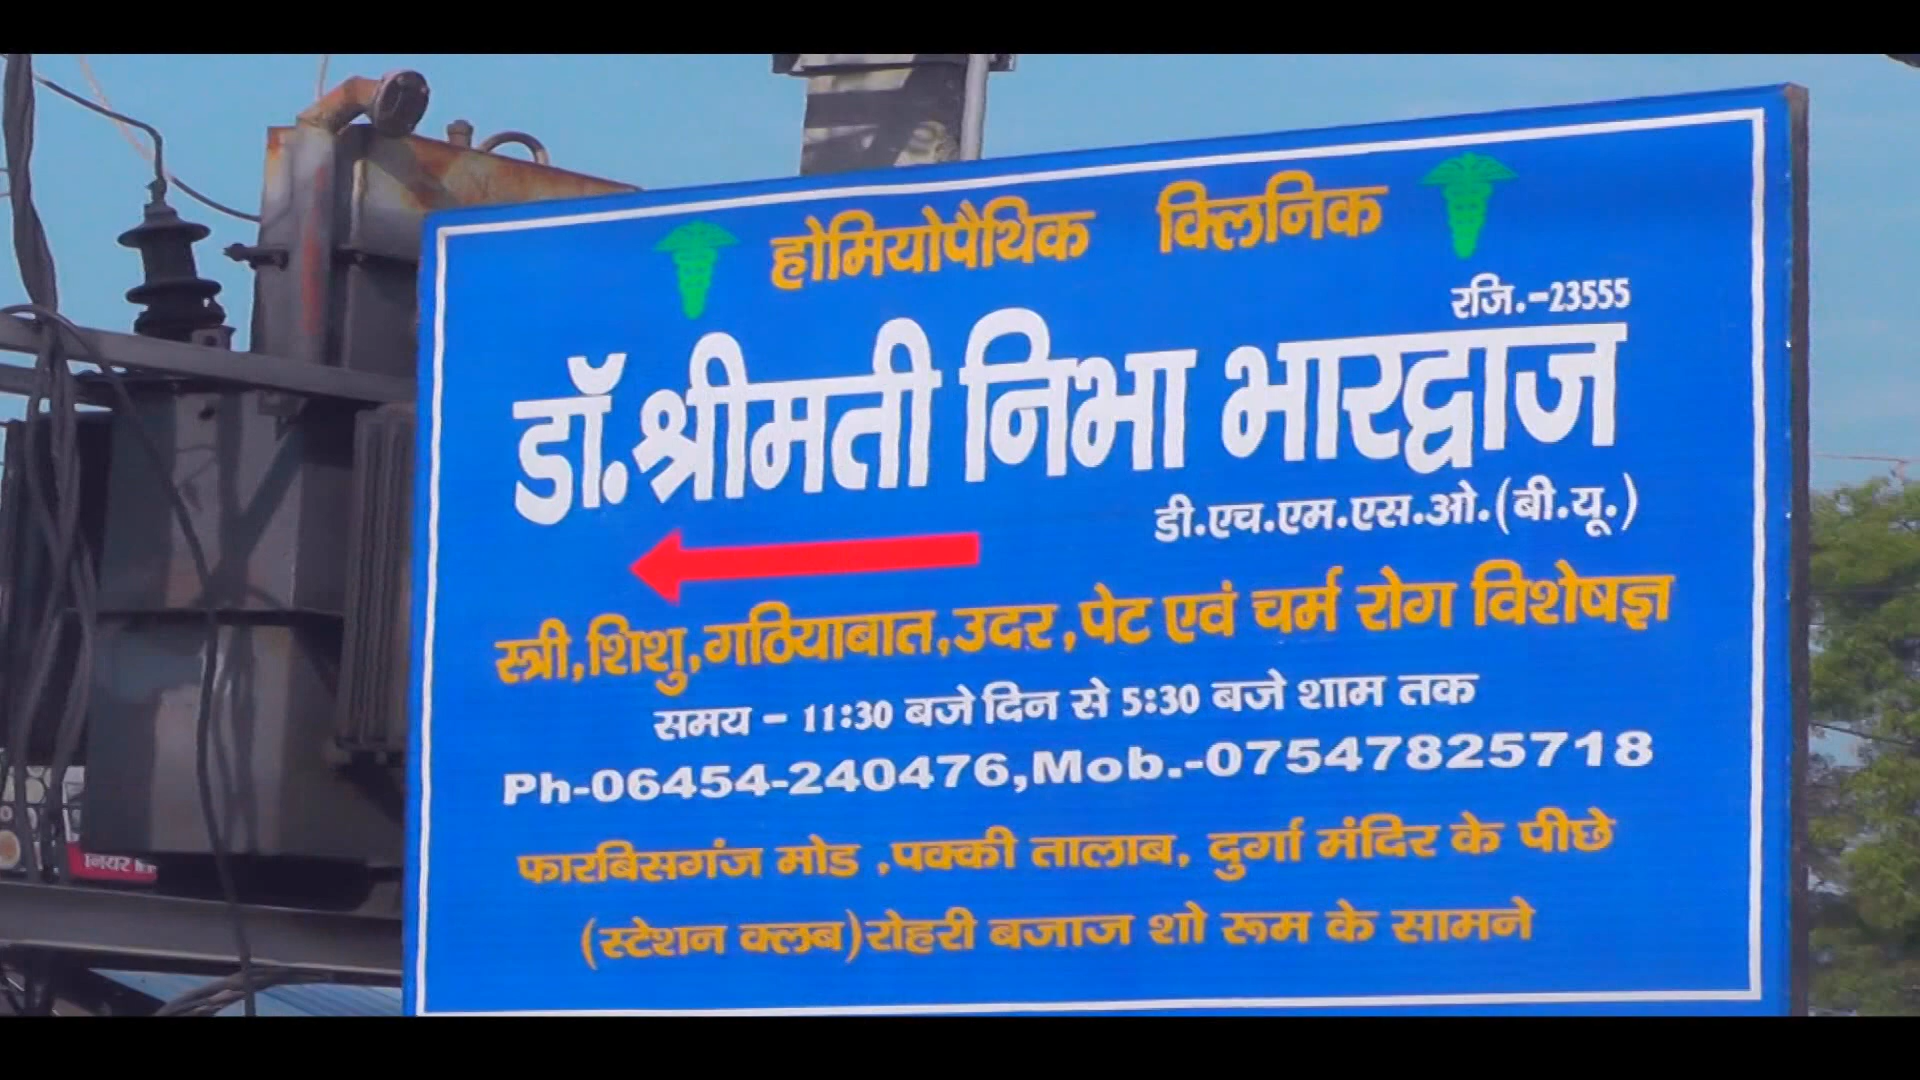 होमियोपैथिक क्लिनिक
रजि.-23555
डॉ.श्रीमती निभा भारद्वाज
डी.एच.एम.एस.ओ.(बी.यू.)
स्त्री,शिशु,गठियाबात,उदर,पेट एवं चर्म रोग विशेषज्ञ
समय - 11:30 बजे दिन से 5:30 बजे शाम तक
Ph-06454-240476,Mob.-07547825718
फारबिसगंज मोड ,पक्की तालाब, दुर्गा मंदिर के पीछे
(स्टेशन क्लब)रोहरी बजाज शो रूम के सामने